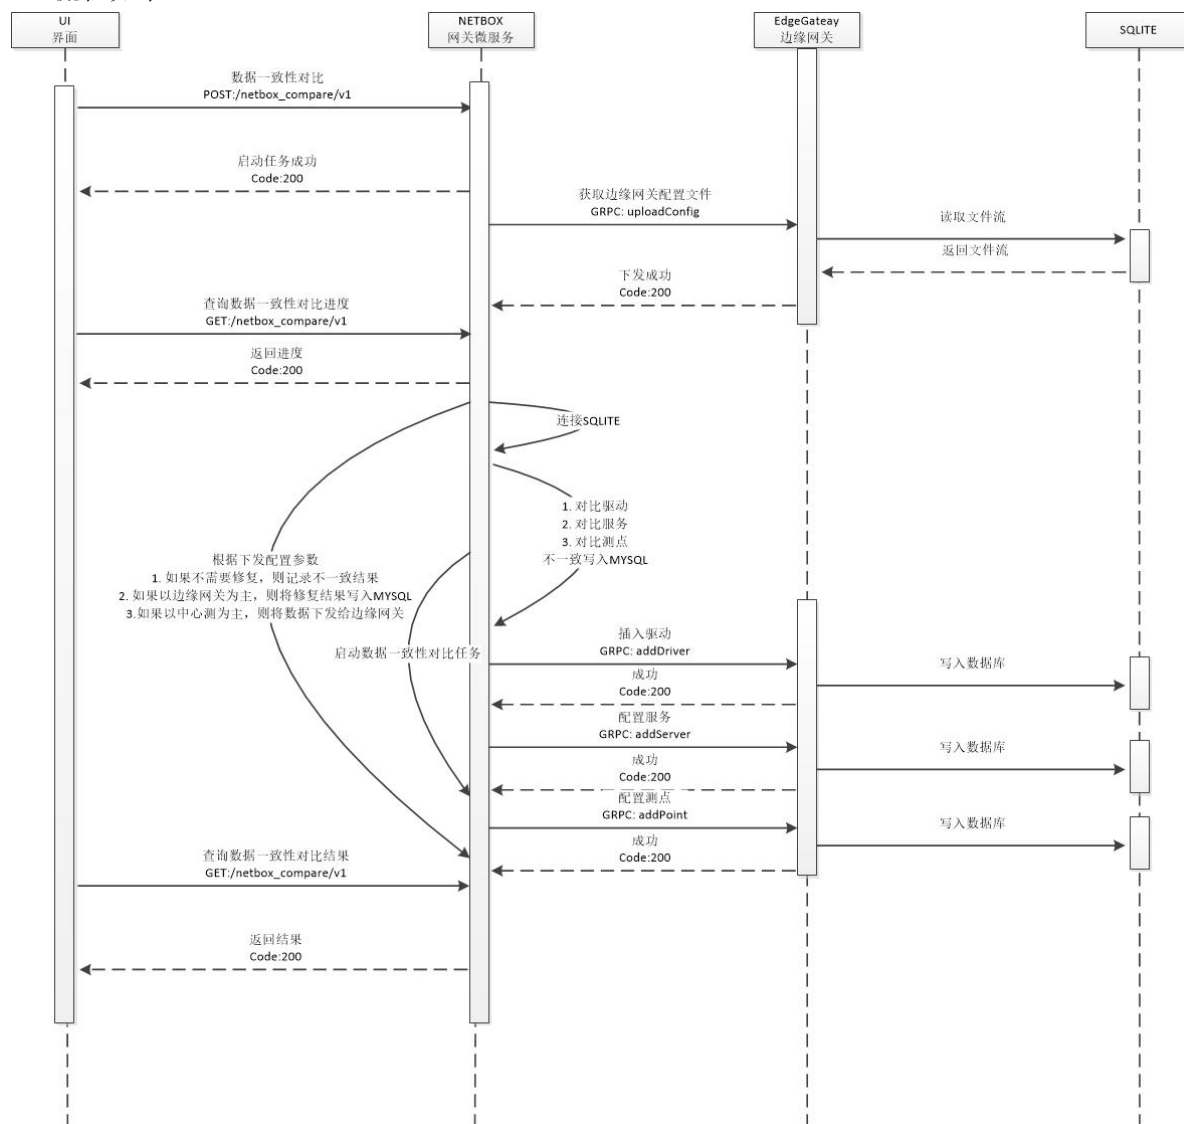 UI
界面
NETBOX
网关微服务
EdgeGateay
边缘网关
SQLITE
数据一致性对比
POST:/netbox_compare/v1
启动任务成功
Code:200
获取边缘网关配置文件
GRPC: uploadConfig
读取文件流
返回文件流
下发成功
Code:200
查询数据一致性对比进度
GET:/netbox_compare/v1
返回进度
Code:200
连接SQLITE
1. 对比驱动
2. 对比服务
3. 对比测点
不一致写入MYSQL
根据下发配置参数
1. 如果不需要修复，则记录不一致结果
2. 如果以边缘网关为主，则将修复结果写入MYSQL
3.如果以中心测为主，则将数据下发给边缘网关
启动数据一致性对比任务
插入驱动
GRPC: addDriver
写入数据库
成功
Code:200
配置服务
GRPC: addServer
写入数据库
成功
Code:200
配置测点
GRPC: addPoint
写入数据库
成功
Code:200
查询数据一致性对比结果
GET:/netbox_compare/v1
返回结果
Code:200